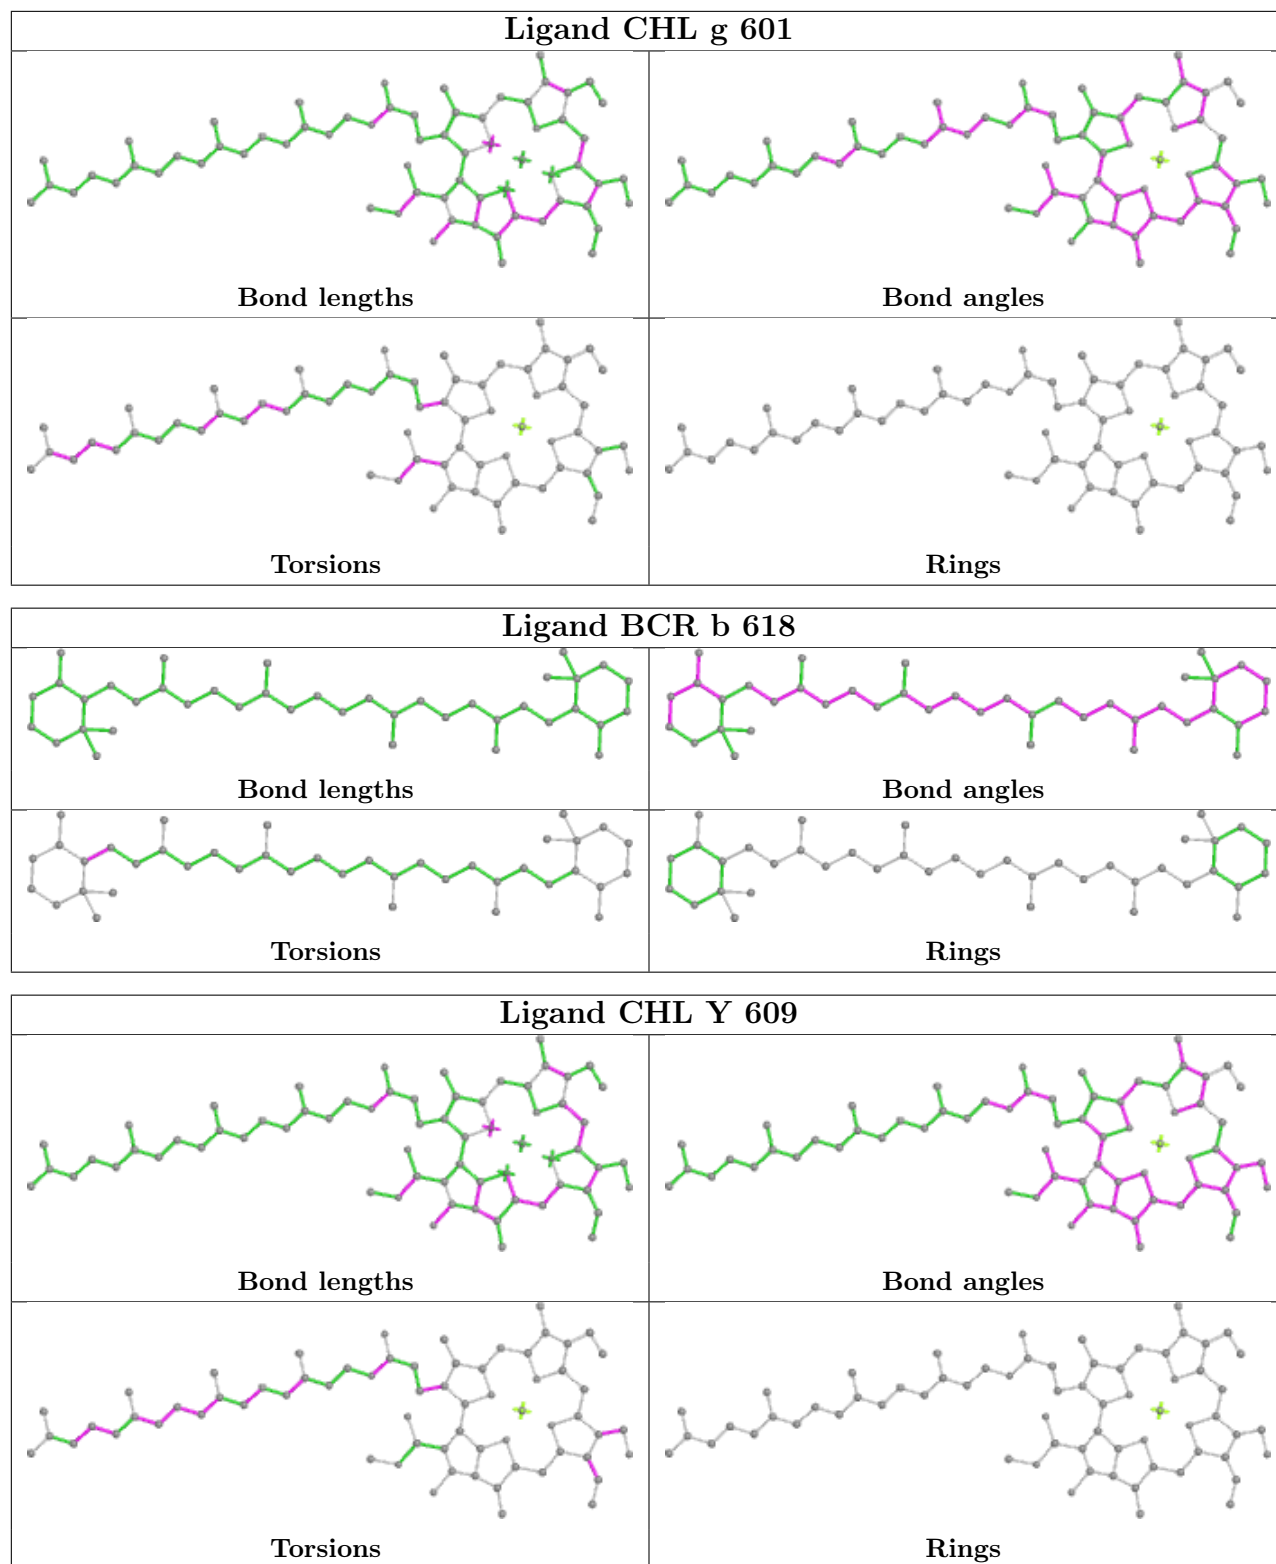 Ligand CHL g 601
Bond lengths
Bond angles
Torsions
Rings
Ligand BCR b 618
Bond lengths
Bond angles
Torsions
Rings
Ligand CHL Y 609
Bond lengths
Bond angles
Torsions
Rings